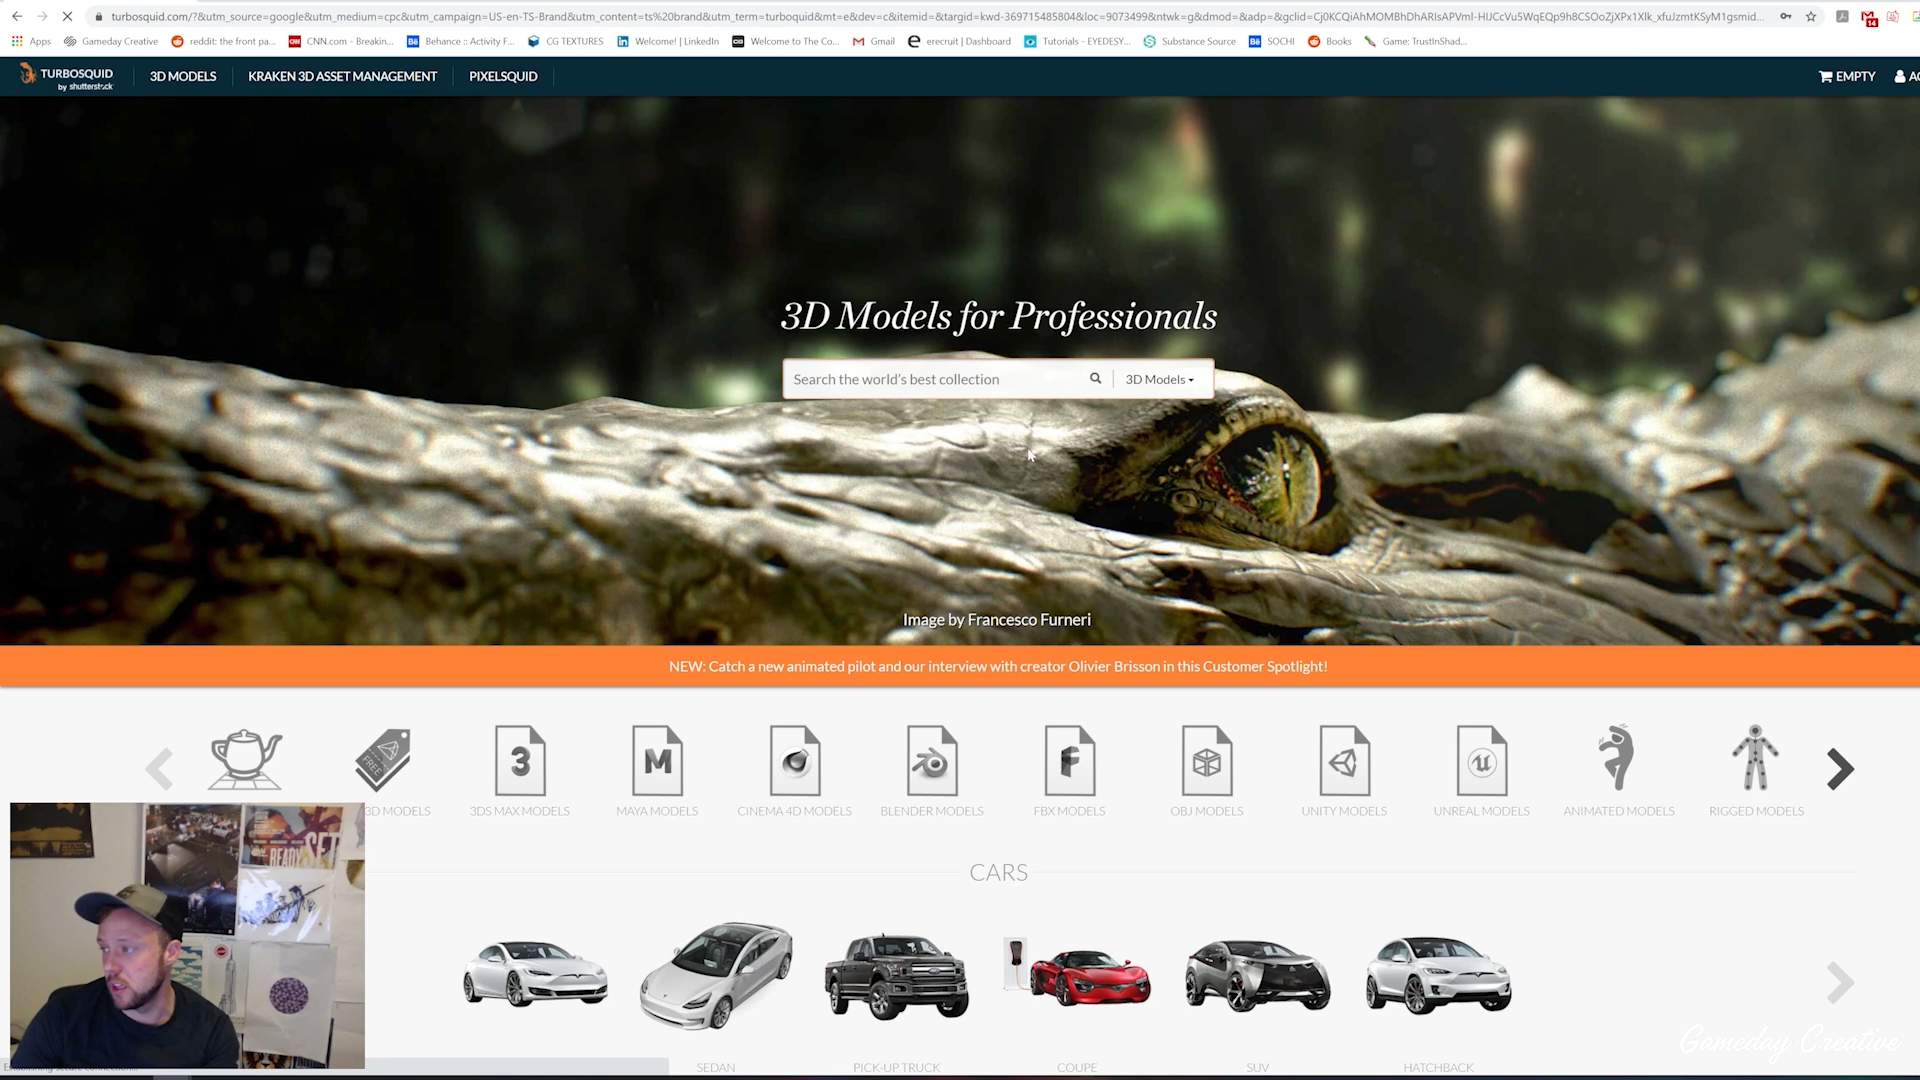 turbosquid.com/?&utm_source=google&utm_medium=cpc&utm_campaign=US-en-TS-Brand&utm_content=ts%20brand&utm_term=turboquid&mt=e&dev=c&itemid=&targid=kwd-369715485804&loc=9073499&ntwk=g&dmod=&adp=&gclid=
Apps Gameday Creative reddit: the front pa... CNN.com - Breakin... Behance :: Activity F... CG TEXTURES Welcome! | LinkedIn Welcome to The Co... Gmail erecruit | Dashboard Tutorials - EYEDESY... Substance Source SOCHI Books Game: TrustInShad...
TURBOSQUID
by shutterstock
3D MODELS KRAKEN 3D ASSET MANAGEMENT PIXELSQUID EMPTY
3D Models for Professionals
Search the world's best collection 3D Models
Image by Francesco Furneri
NEW: Catch a new animated pilot and our interview with creator Olivier Brisson in this Customer Spotlight!
FREE 3 M F
3D MODELS 3DS MAX MODELS MAYA MODELS CINEMA 4D MODELS BLENDER MODELS FBX MODELS OBJ MODELS UNITY MODELS UNREAL MODELS ANIMATED MODELS RIGGED MODELS
CARS
READY SET
SEDAN PICK-UP TRUCK COUPE SUV HATCHBACK
Gameday Creative